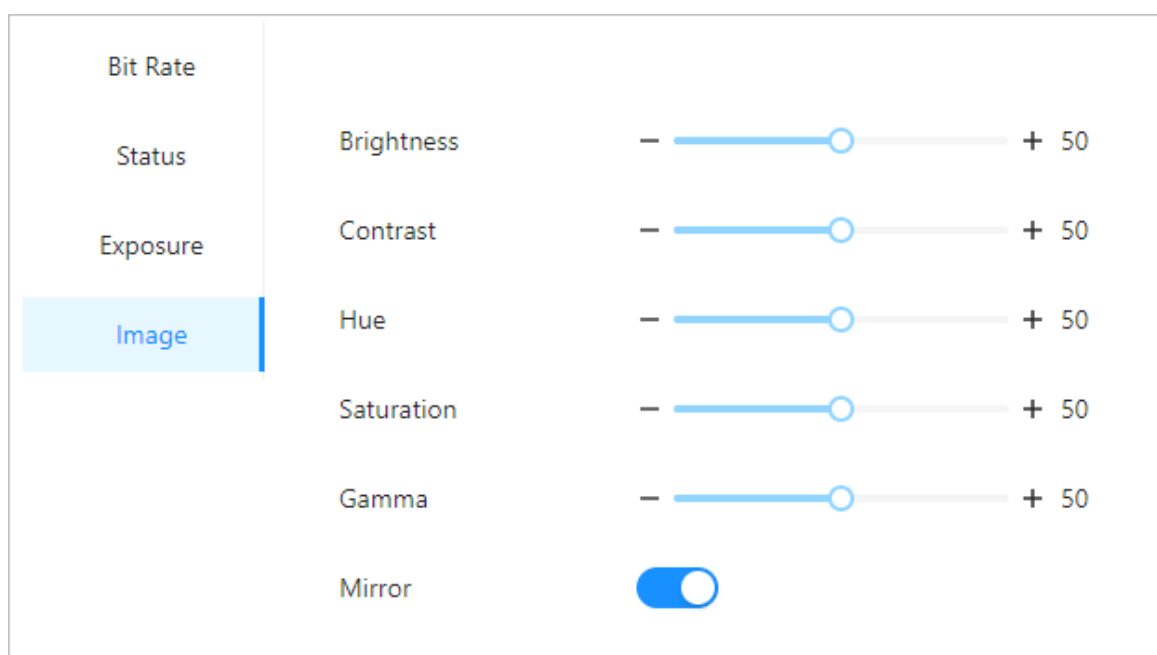 Bit Rate
Status
Exposure
Image
Brightness − + 50
Contrast − + 50
Hue − + 50
Saturation − + 50
Gamma − + 50
Mirror